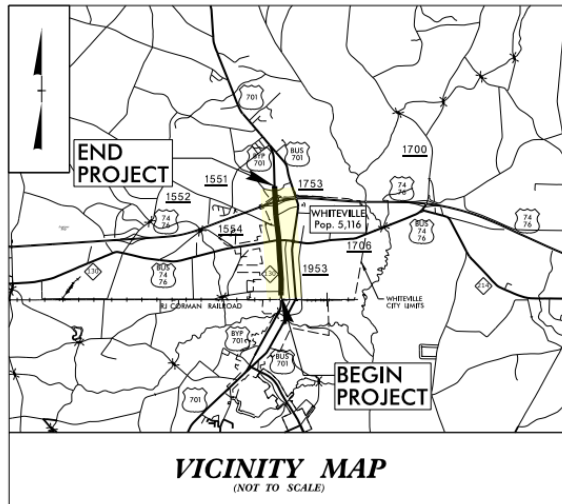 701
END
PROJECT
BYP
701
BUS
701
1700
1551
1753
1552
74
76
74
76
WHITEVILLE
Pop. 5,116
74
76
1554
BUS
74
76
1706
130
BUS
74
76
130
1953
214
RJ CORMAN RAILROAD
WHITEVILLE
CITY LIMITS
BYP
701
BUS
701
BEGIN
PROJECT
701
VICINITY MAP
(NOT TO SCALE)